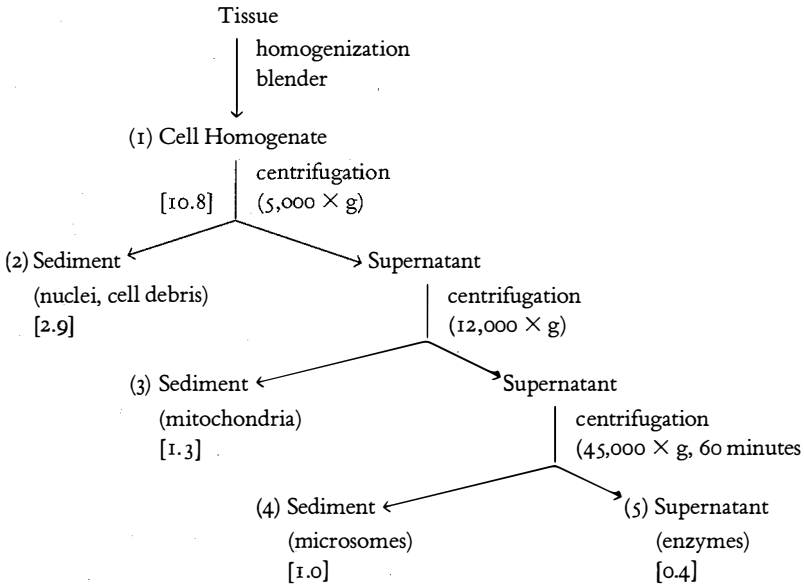 Tissue
homogenization
blender
(1) Cell Homogenate
centrifugation
[10.8] (5,000 × g)
(2) Sediment Supernatant
(nuclei, cell debris) centrifugation
[2.9] (12,000 × g)
(3) Sediment Supernatant
(mitochondria) centrifugation
[1.3] (45,000 × g, 60 minutes
(4) Sediment (5) Supernatant
(microsomes) (enzymes)
[1.0] [0.4]